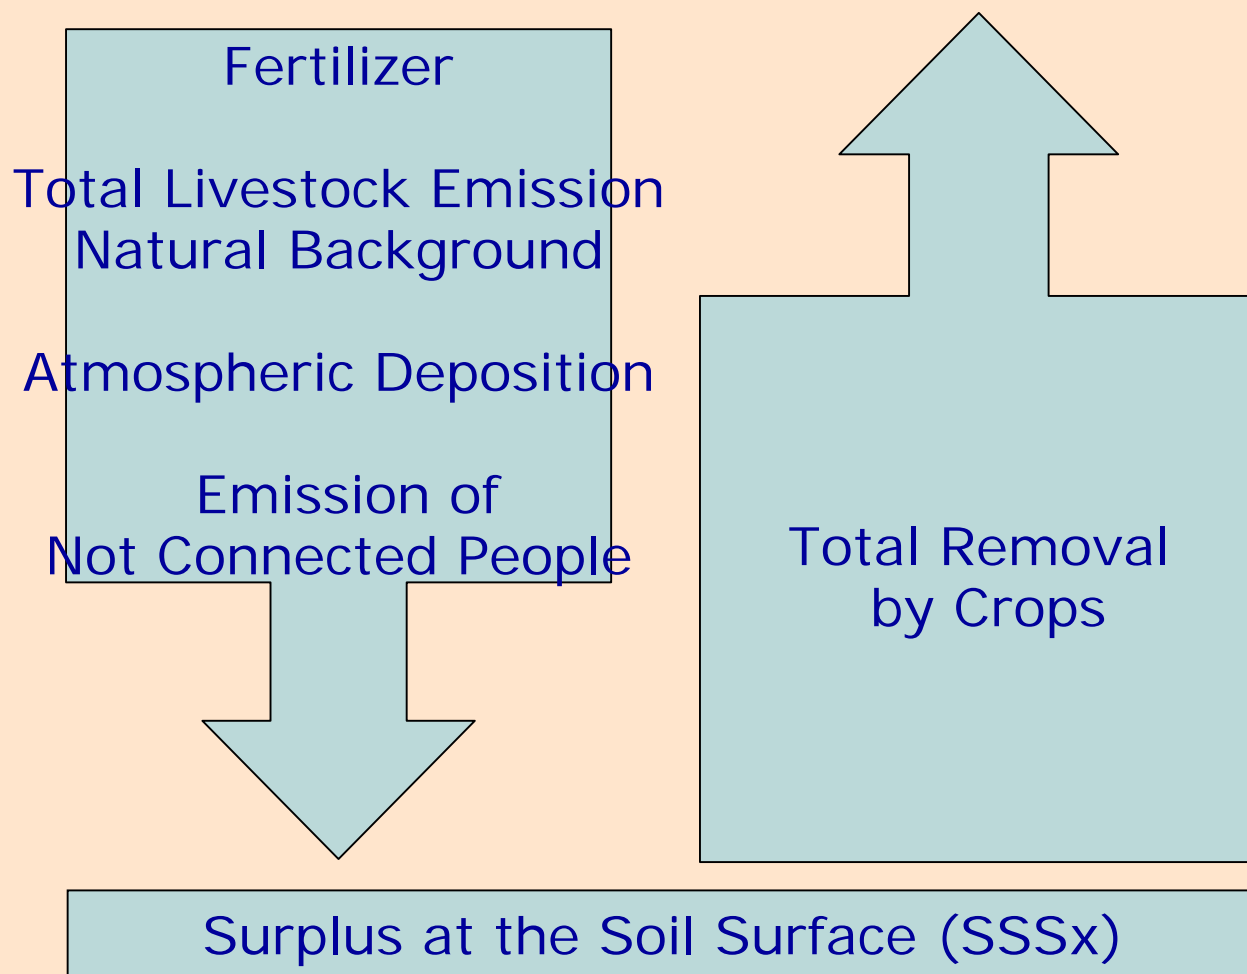 Fertilizer
Total Livestock Emission
Natural Background
Atmospheric Deposition
Emission of
Not Connected People
Total Removal
by Crops
Surplus at the Soil Surface (SSSx)